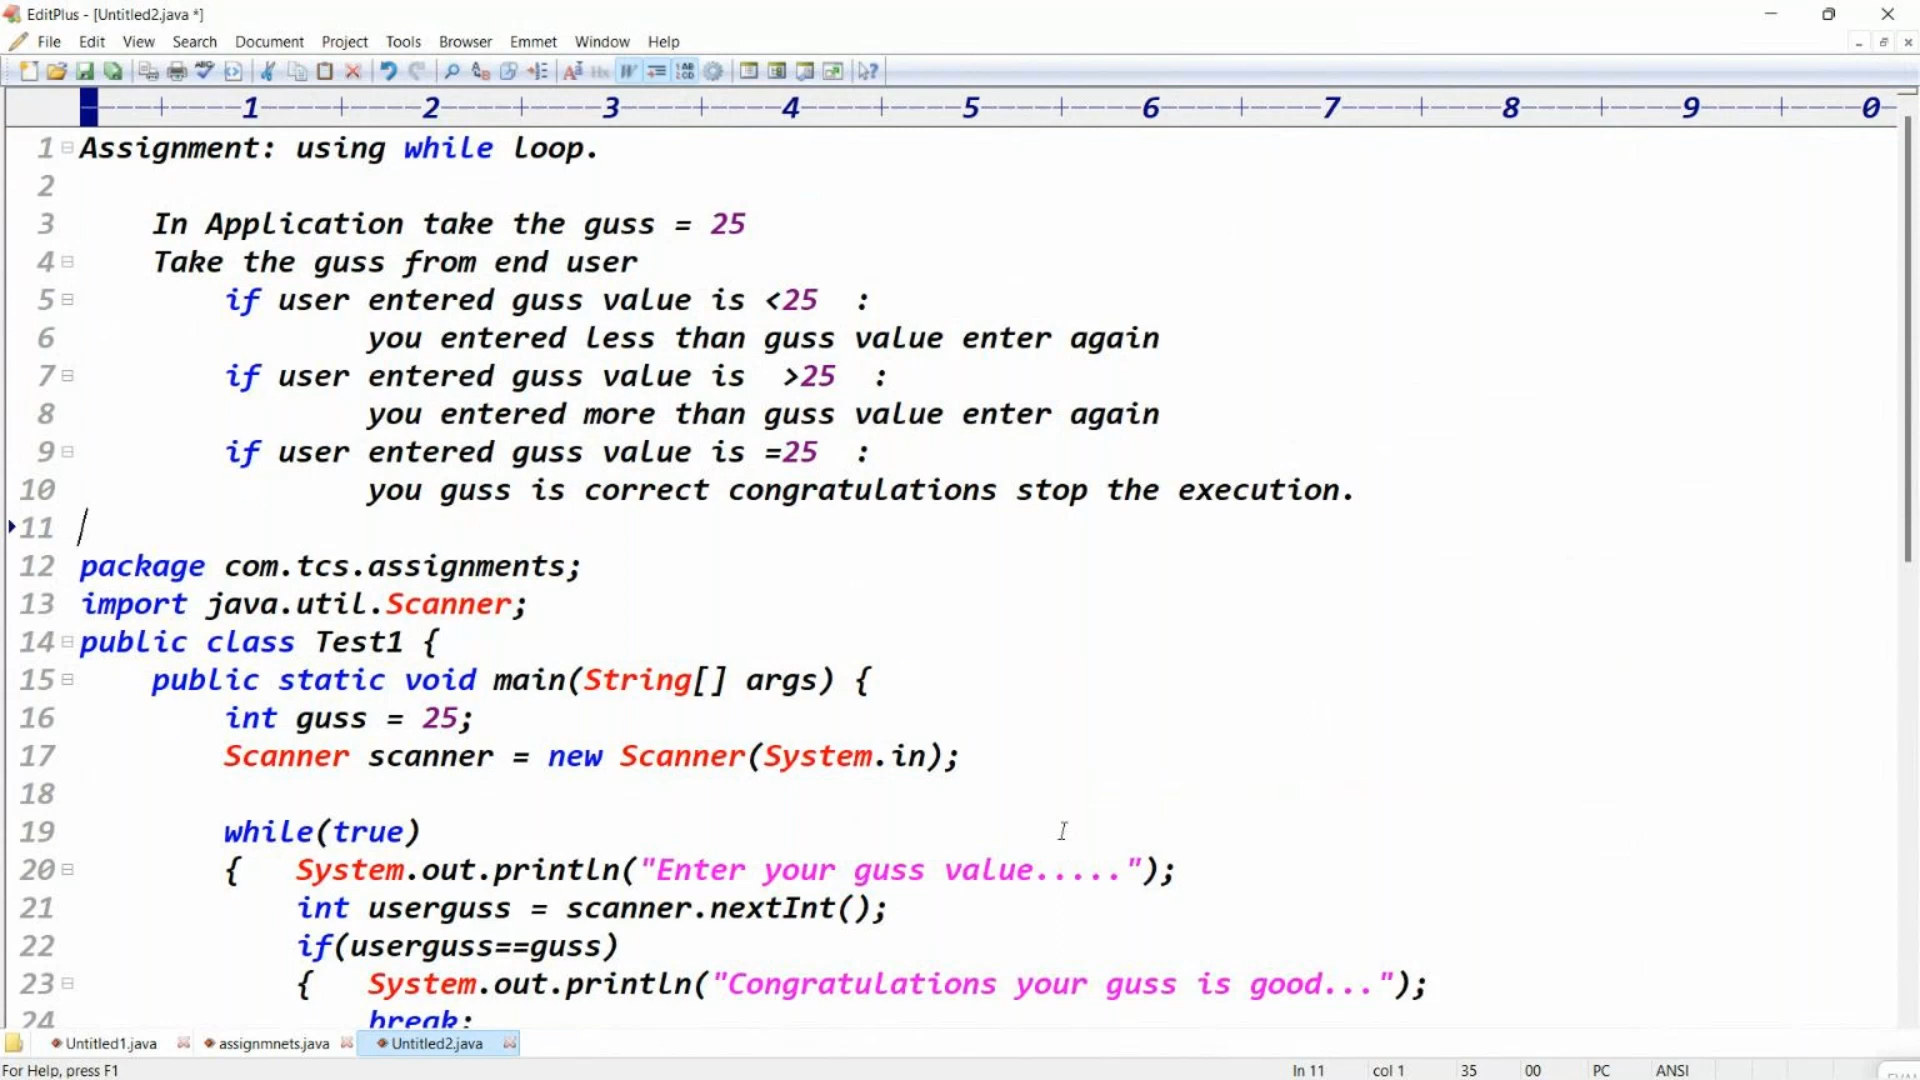 EditPlus - [Untitled2.java *]
File Edit View Search Document Project Tools Browser Emmet Window Help
1 2 3 4 5 6 7 8 9 0
1 Assignment: using while loop.
2
3 In Application take the guss = 25
4 Take the guss from end user
5 if user entered guss value is <25 :
6 you entered less than guss value enter again
7 if user entered guss value is >25 :
8 you entered more than guss value enter again
9 if user entered guss value is =25 :
10 you guss is correct congratulations stop the execution.
11
12 package com.tcs.assignments;
13 import java.util.Scanner;
14 public class Test1 {
15 public static void main(String[] args) {
16 int guss = 25;
17 Scanner scanner = new Scanner(System.in);
18
19 while(true)
20 { System.out.println("Enter your guss value.....");
21 int userguss = scanner.nextInt();
22 if(userguss==guss)
23 { System.out.println("Congratulations your guss is good...");
24 break;
Untitled1.java assignmnets.java Untitled2.java
For Help, press F1 ln 11 col 1 35 00 PC ANSI